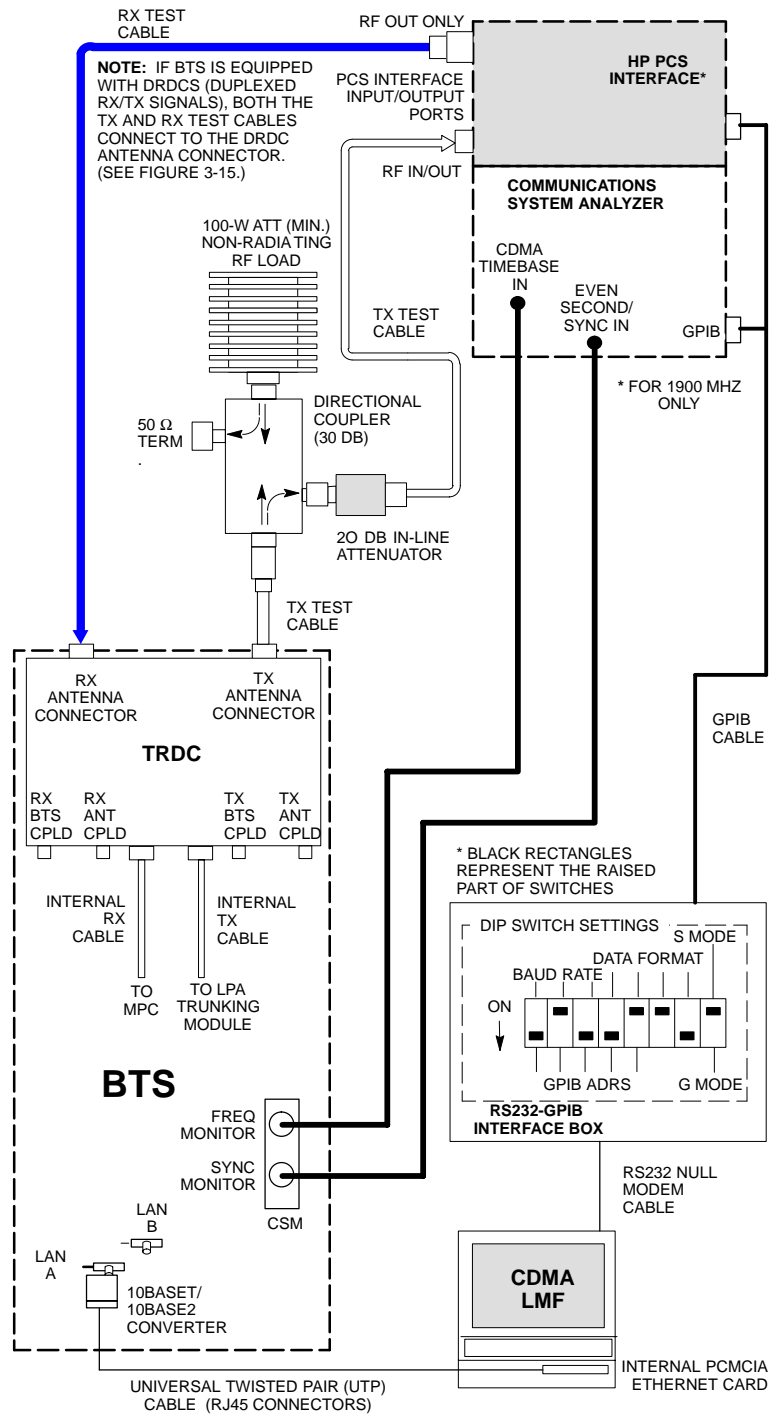 RX TEST
CABLE
RF OUT ONLY
NOTE: IF BTS IS EQUIPPED
WITH DRDCS (DUPLEXED
RX/TX SIGNALS), BOTH THE
TX AND RX TEST CABLES
CONNECT TO THE DRDC
ANTENNA CONNECTOR.
(SEE FIGURE 3-15.)
PCS INTERFACE
INPUT/OUTPUT
PORTS
HP PCS
INTERFACE*
RF IN/OUT
COMMUNICATIONS
SYSTEM ANALYZER
100-W ATT (MIN.)
NON-RADIA TING
RF LOAD
CDMA
TIMEBASE
IN
EVEN
SECOND/
SYNC IN
TX TEST
CABLE
GPIB
* FOR 1900 MHZ
ONLY
DIRECTIONAL
COUPLER
(30 DB)
50 Ω
TERM
.
2O DB IN-LINE
ATTENUATOR
TX TEST
CABLE
RX
ANTENNA
CONNECTOR
TX
ANTENNA
CONNECTOR
TRDC
GPIB
CABLE
RX
BTS
CPLD
RX
ANT
CPLD
TX
BTS
CPLD
TX
ANT
CPLD
* BLACK RECTANGLES
REPRESENT THE RAISED
PART OF SWITCHES
INTERNAL
RX
CABLE
INTERNAL
TX
CABLE
TO
MPC
TO LPA
TRUNKING
MODULE
DIP SWITCH SETTINGS
S MODE
DATA FORMAT
BAUD RATE
ON
GPIB ADRS
G MODE
RS232-GPIB
INTERFACE BOX
BTS
FREQ
MONITOR
SYNC
MONITOR
CSM
RS232 NULL
MODEM
CABLE
LAN
B
LAN
A
10BASET/
10BASE2
CONVERTER
CDMA
LMF
UNIVERSAL TWISTED PAIR (UTP)
CABLE (RJ45 CONNECTORS)
INTERNAL PCMCIA
ETHERNET CARD